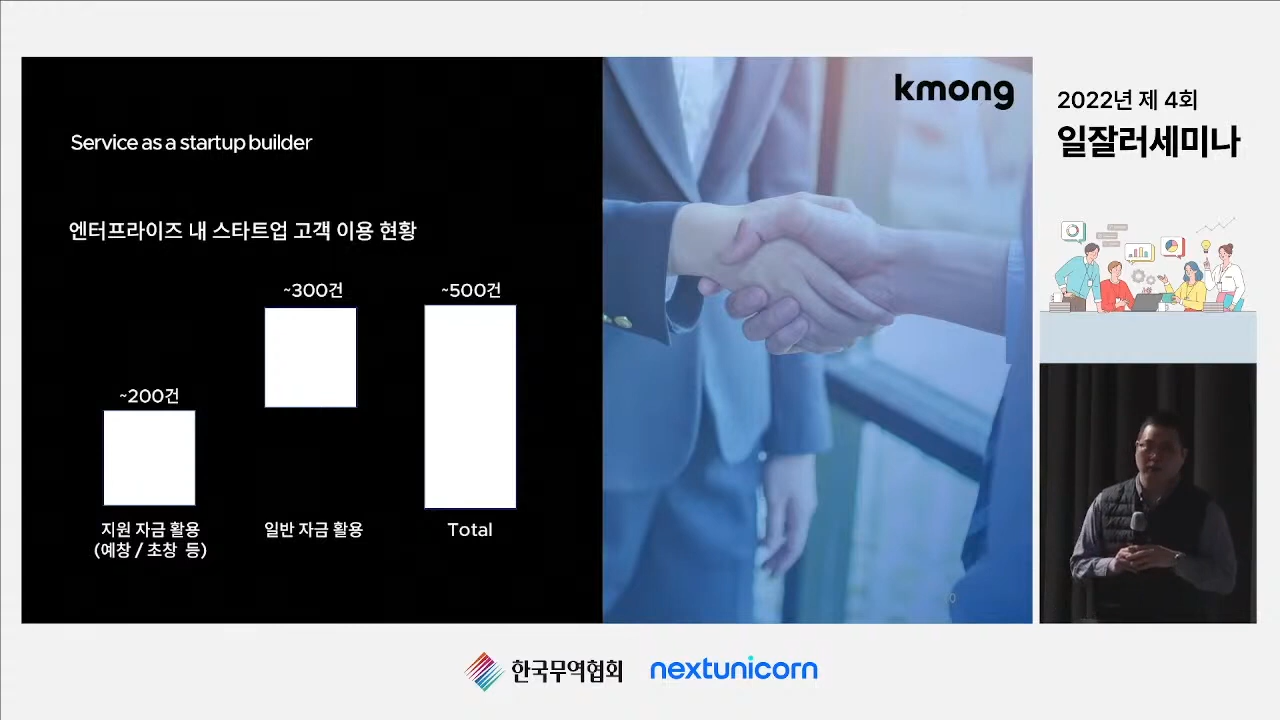 kmong
Service as a startup builder
엔터프라이즈 내 스타트업 고객 이용 현황
~200건
~300건
~500건
지원 자금 활용
(예창 / 초창 등)
일반 자금 활용
Total
2022년 제 4회
일잘러세미나
한국무역협회
nextunicorn